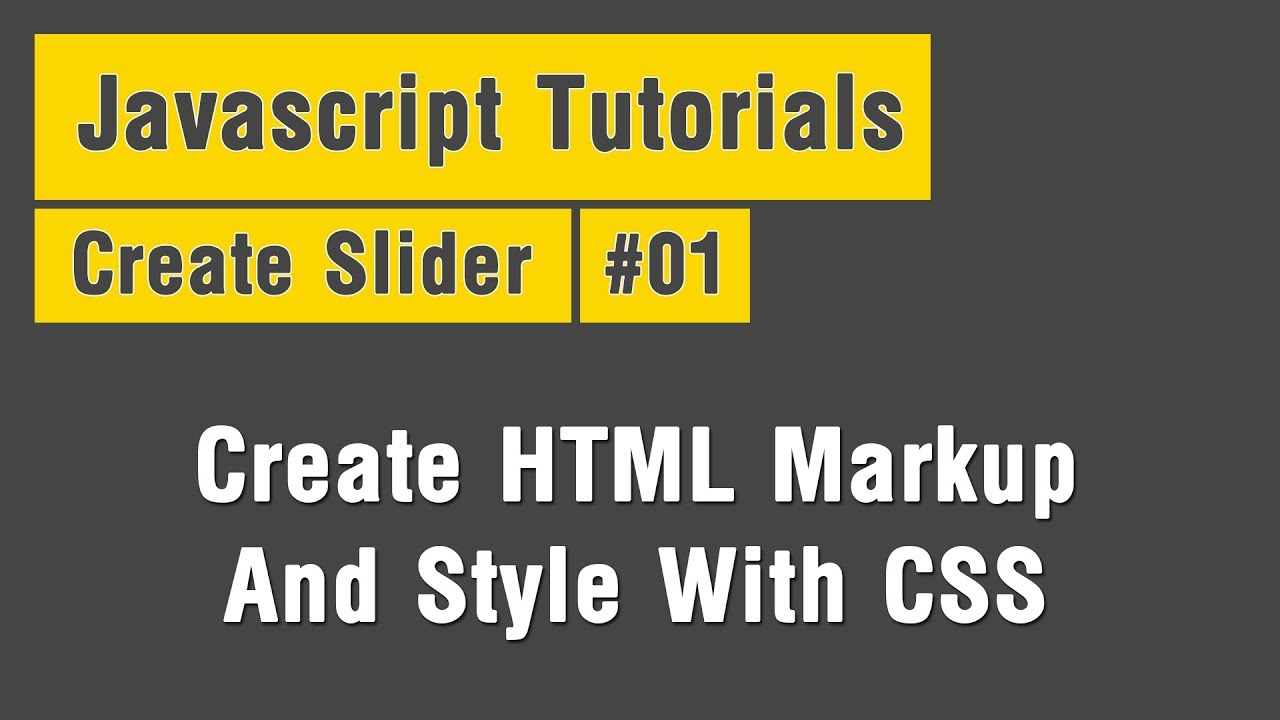 Javascript Tutorials
Create Slider #01
Create HTML Markup
And Style With CSS